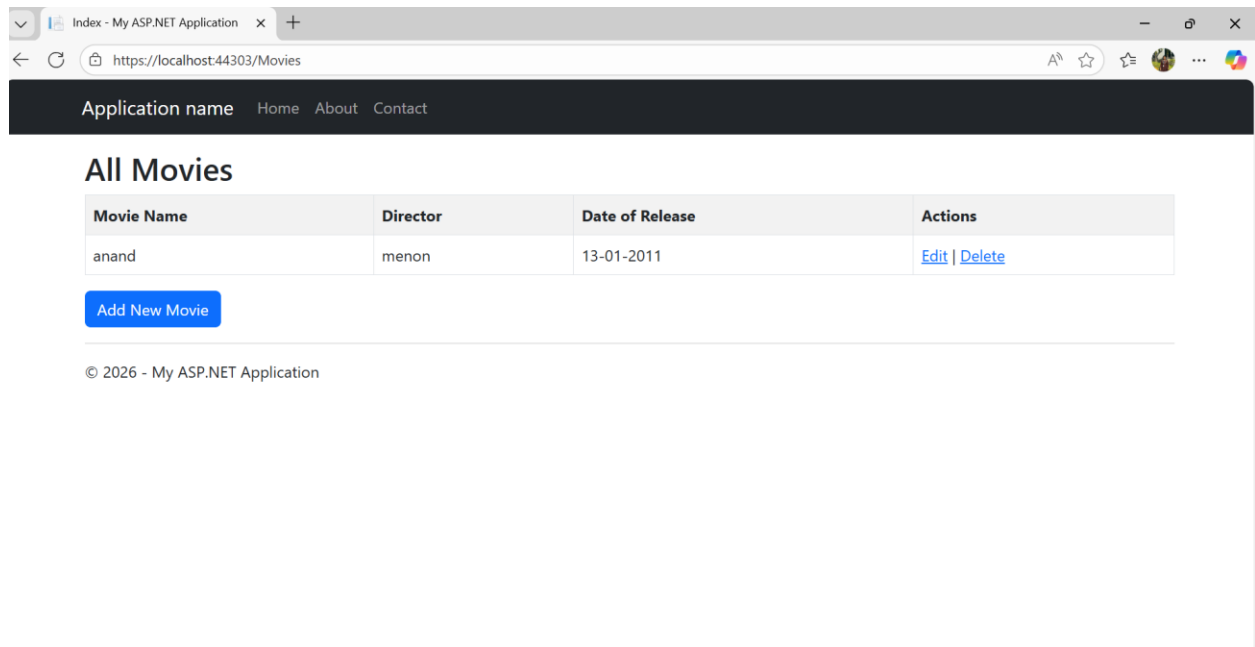 Index - My ASP.NET Application
https://localhost:44303/Movies
Application name Home About Contact
All Movies
Movie Name Director Date of Release Actions
anand menon 13-01-2011 Edit | Delete
Add New Movie
© 2026 - My ASP.NET Application